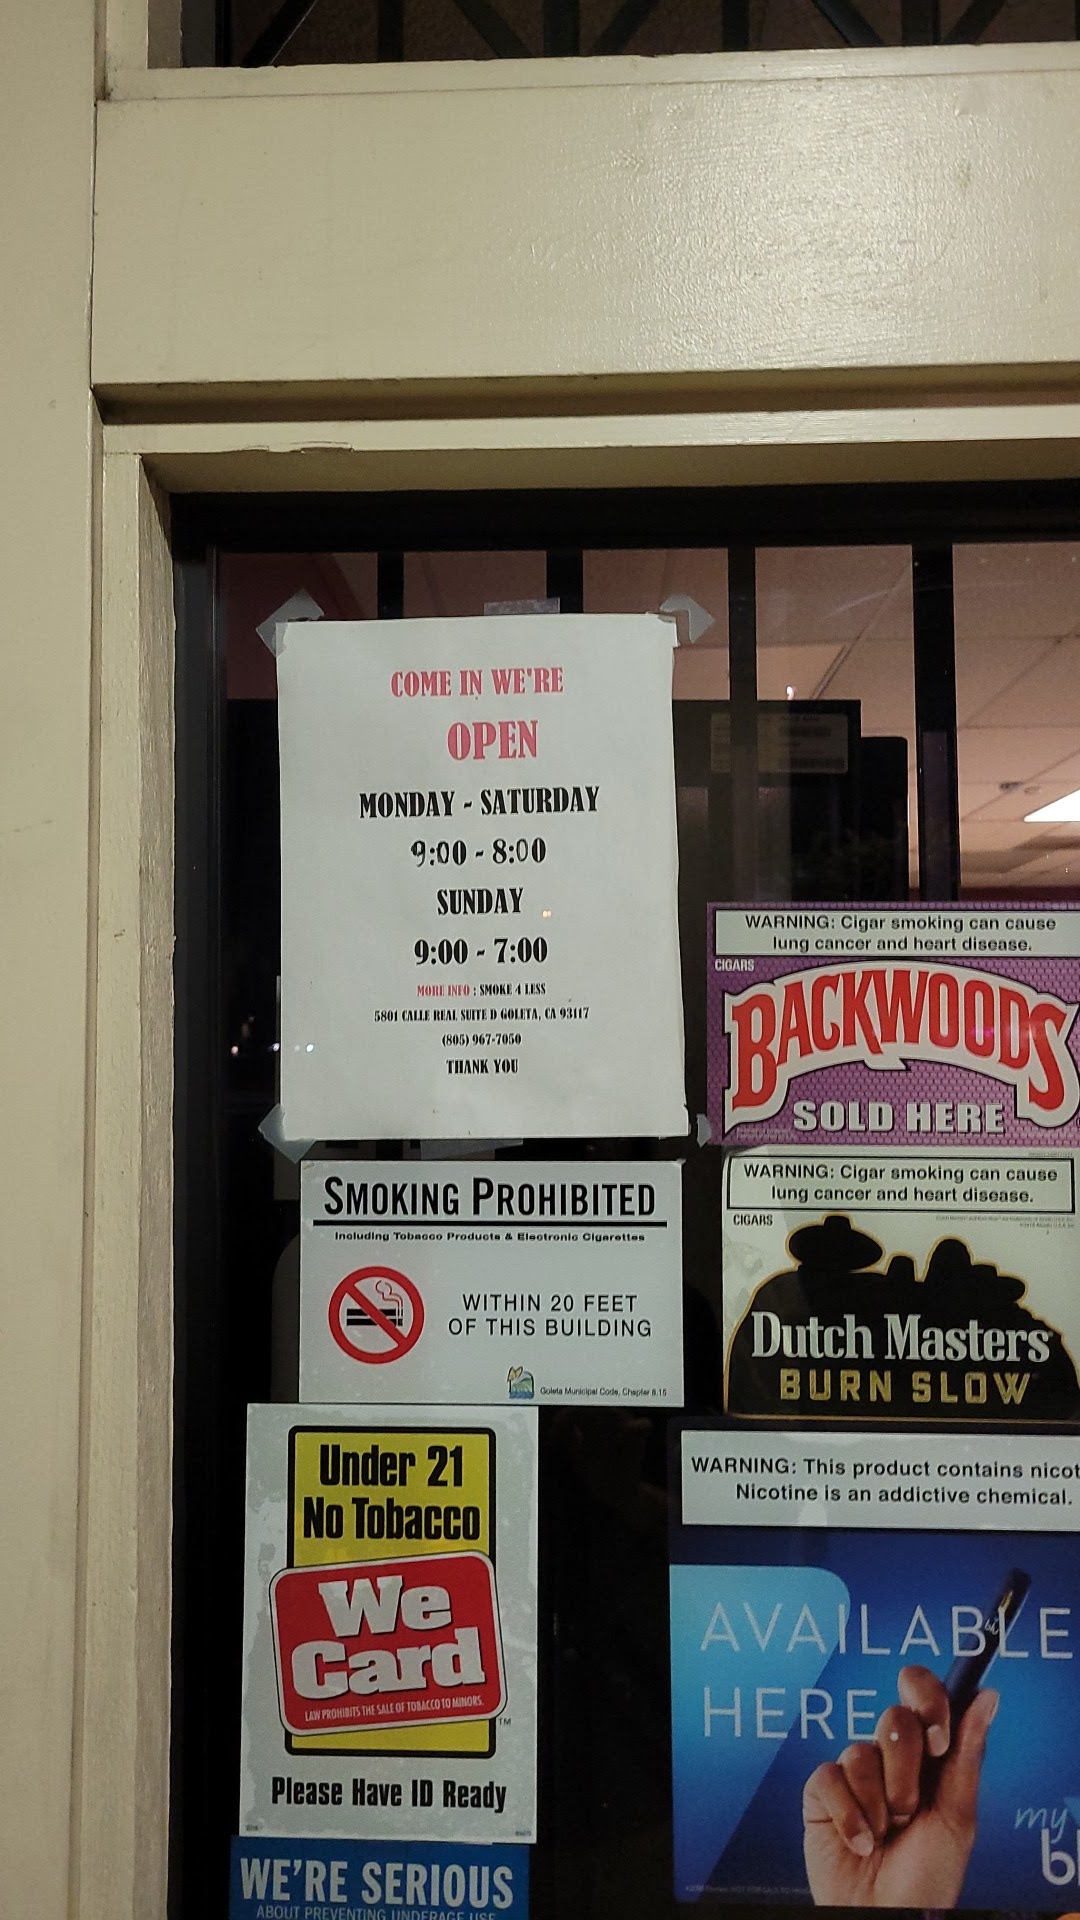 COME IN WE'RE
OPEN
MONDAY - SATURDAY
9:00 - 8:00
SUNDAY
9:00 - 7:00
MORE INFO : SMOKE 4 LESS
5801 CALLE REAL SUITE D GOLETA, CA 93117
(805) 967-7050
THANK YOU
SMOKING PROHIBITED
Including Tobacco Products & Electronic Cigarettes
WITHIN 20 FEET
OF THIS BUILDING
Goleta Municipal Code, Chapter 8.15
Under 21
No Tobacco
We
Card
LAW PROHIBITS THE SALE OF TOBACCO TO MINORS.
TM
Please Have ID Ready
WE'RE SERIOUS
ABOUT PREVENTING UNDERAGE USE
WARNING: Cigar smoking can cause
lung cancer and heart disease.
CIGARS
BACKWOODS
SOLD HERE
WARNING: Cigar smoking can cause
lung cancer and heart disease.
CIGARS
Dutch Masters
BURN SLOW
WARNING: This product contains nicot
Nicotine is an addictive chemical.
AVAILABLE
HERE.
my
bl